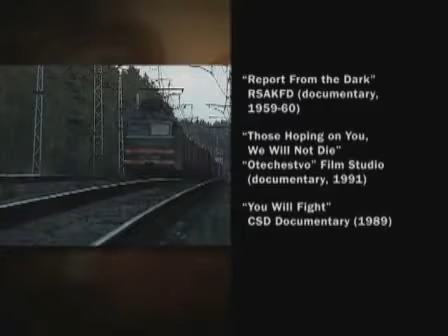 “Report From the Dark”
RSAKFD (documentary,
1959-60)
“Those Hoping on You,
We Will Not Die”
“Otechestvo” Film Studio
(documentary, 1991)
“You Will Fight”
CSD Documentary (1989)